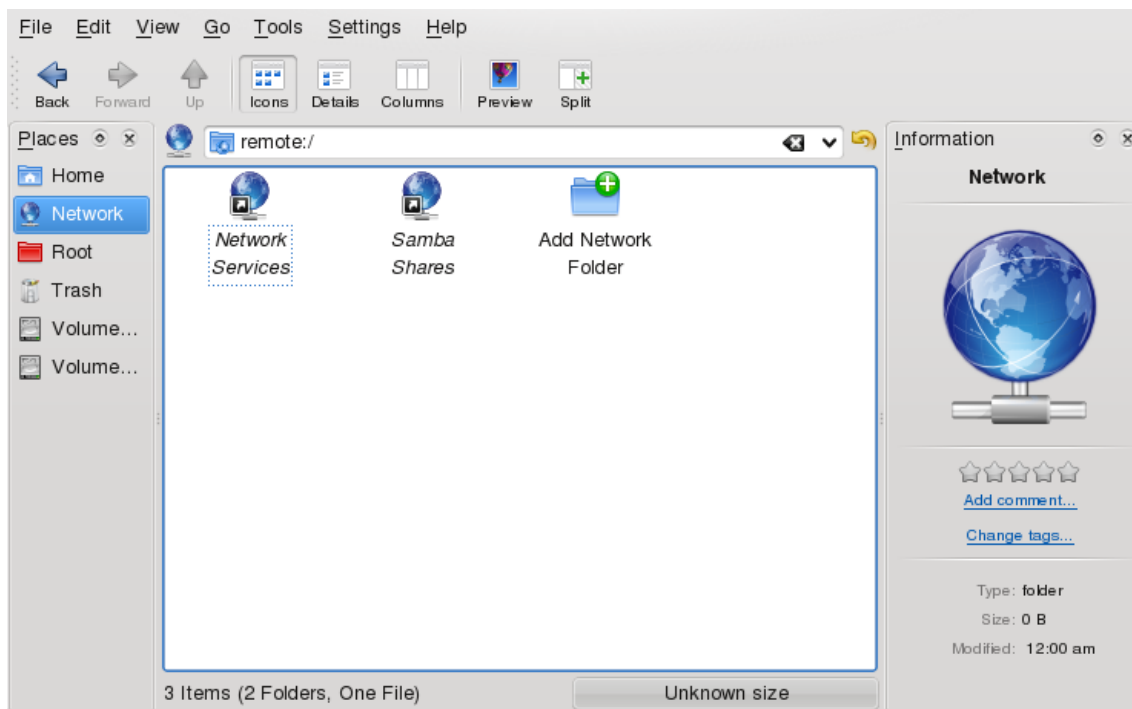 File Edit View Go Tools Settings Help
Back Forward Up Icons Details Columns Preview Split
Places
remote:/
Information
Home
Network
Root
Trash
Volume...
Volume...
Network
Services
Samba
Shares
Add Network
Folder
Network
Add comment...
Change tags...
Type: folder
Size: 0 B
Modified: 12:00 am
3 Items (2 Folders, One File)
Unknown size